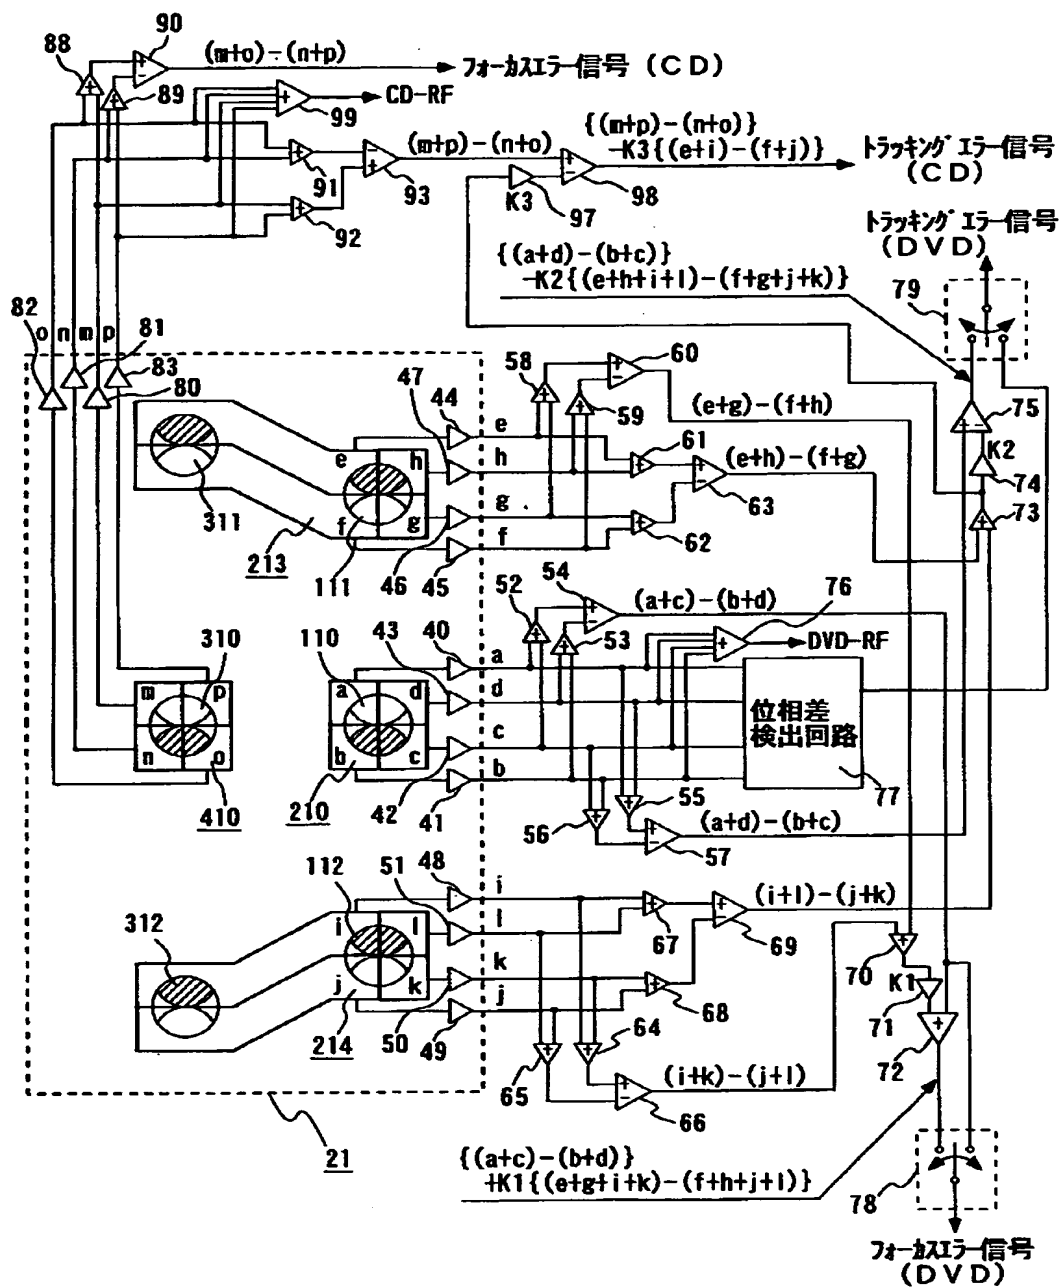 90
88
(m+o)-(n+p)
フォーカスエラー信号 (CD)
89
CD-RF
99
{(m+p)-(n+o)}
-K3{(e+i)-(f+j)}
(m+p)-(n+o)
トラッキングエラー信号
(CD)
91
93
K3
97
98
92
トラッキングエラー信号
(DVD)
{(a+d)-(b+c)}
-K2{(e+h+i+l)-(f+g+j+k)}
79
82
o n m p
81
83
80
60
58
47
44
59
(e+g)-(f+h)
75
e
61
(e+h)-(f+g)
K2
74
e h
h
311
g
63
73
f g
f
62
213
111
46
45
54
76
52
(a+c)-(b+d)
53
DVD-RF
310
110
43
40
a
m p
a d
d
位相差
検出回路
c
n o
b c
b
410
210
42
41
55
77
56
(a+d)-(b+c)
57
51
48
112
i
(i+l)-(j+k)
312
i l
l
67
69
k
70
j k
j
68
K1
71
214
50
49
64
72
65
(i+k)-(j+l)
66
21
{(a+c)-(b+d)}
+K1{(e+g+i+k)-(f+h+j+l)}
78
フォーカスエラー信号
(DVD)